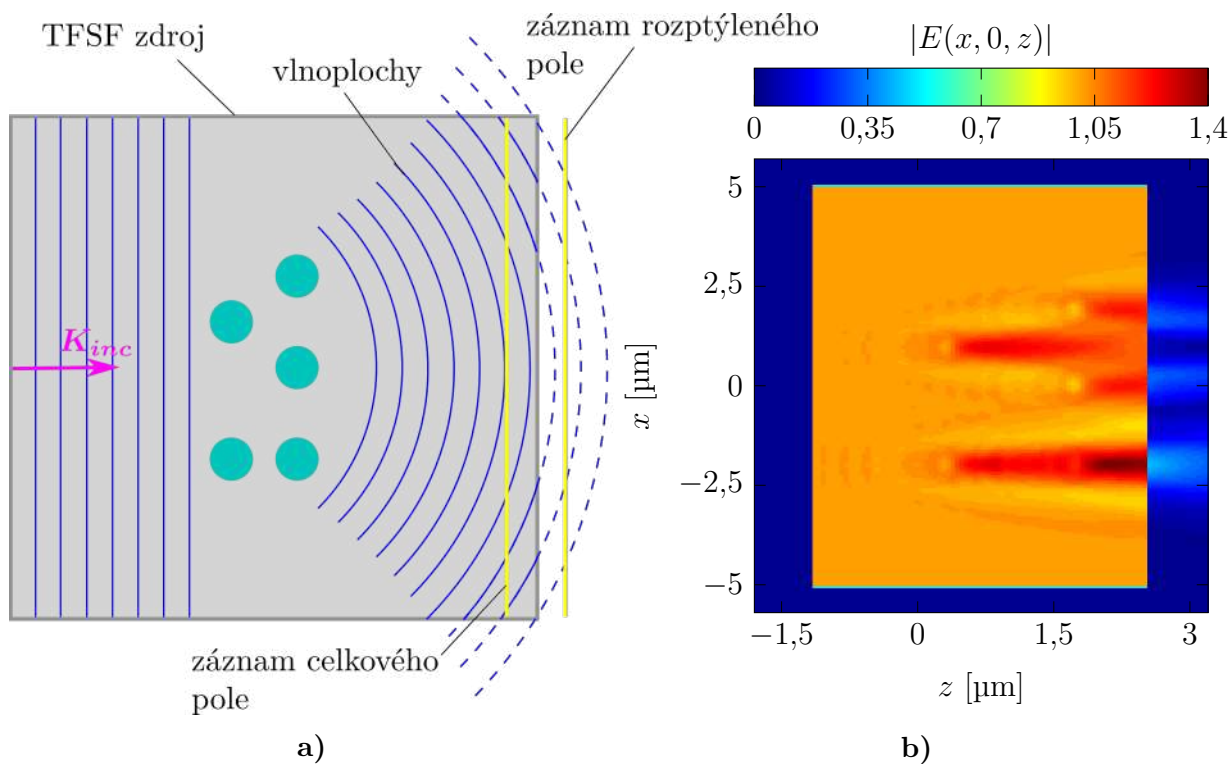 TFSF zdroj
vlnoplochy
záznam rozptýleného
pole
K_inc
záznam celkového
pole
a)
|E(x, 0, z)|
0 0,35 0,7 1,05 1,4
5
2,5
0
−2,5
−5
x [µm]
−1,5 0 1,5 3
z [µm]
b)